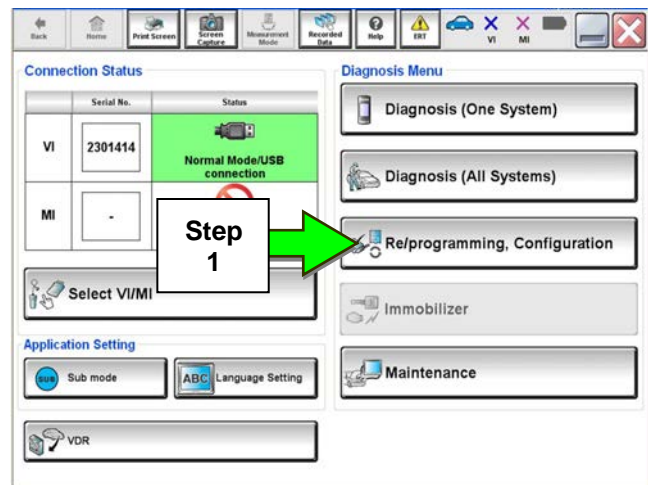 Back
Home
Print Screen
Screen
Capture
Measurement
Mode
Recorded
Data
Help
ERT
VI
MI
Connection Status
Diagnosis Menu
Serial No.
Status
VI
2301414
Normal Mode/USB
connection
MI
-
Step
1
Select VI/MI
Application Setting
SUB
Sub mode
ABC
Language Setting
VDR
Diagnosis (One System)
Diagnosis (All Systems)
Re/programming, Configuration
Immobilizer
Maintenance